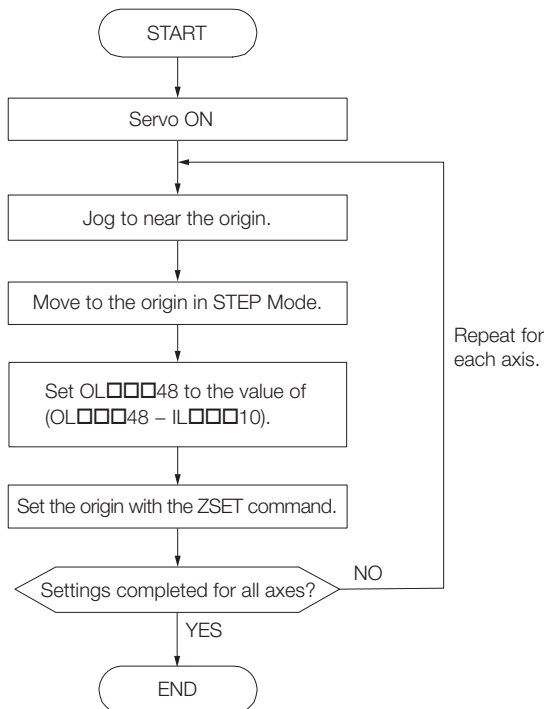 START
Servo ON
Jog to near the origin.
Move to the origin in STEP Mode.
Repeat for
each axis.
Set OL□□□48 to the value of
(OL□□□48 – IL□□□10).
Set the origin with the ZSET command.
Settings completed for all axes?
NO
YES
END